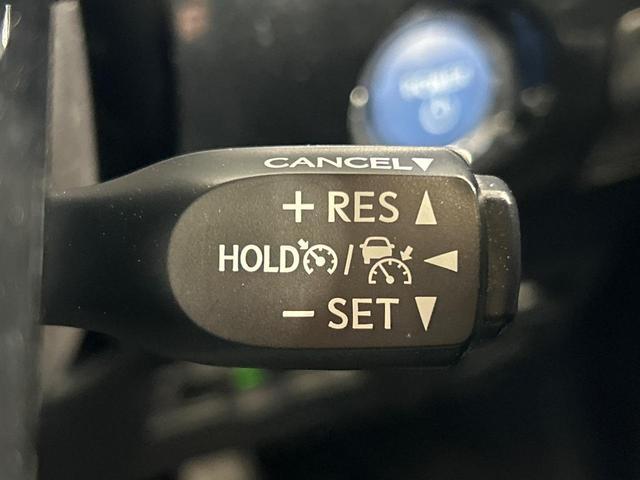 CANCEL▼
+ RES ▲
HOLD / ◀
− SET ▼